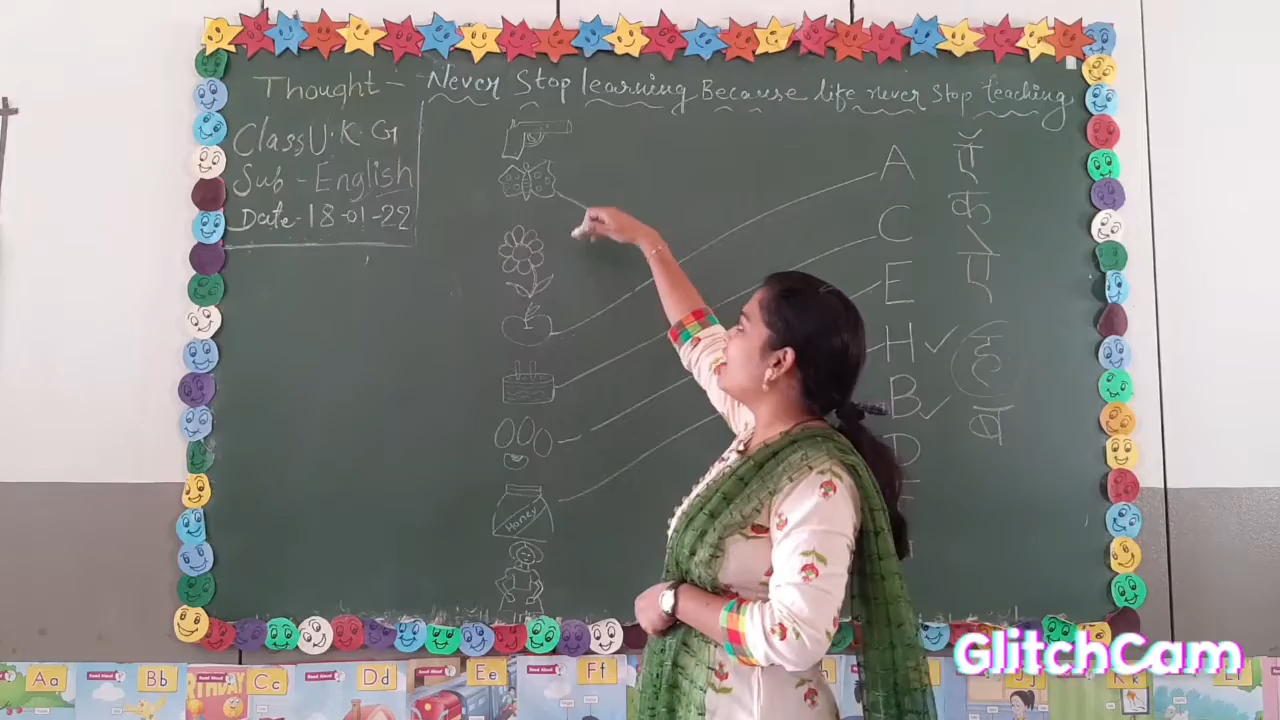 Thought - Never Stop learning Because life never stop teaching
Class U.K.G
Sub - English
Date - 18-01-22
A ऍ
C क
E ए
H ह
B ब
D
Honey
Aa Bb Cc Dd Ee Ff
BIRTHDAY
GlitchCam